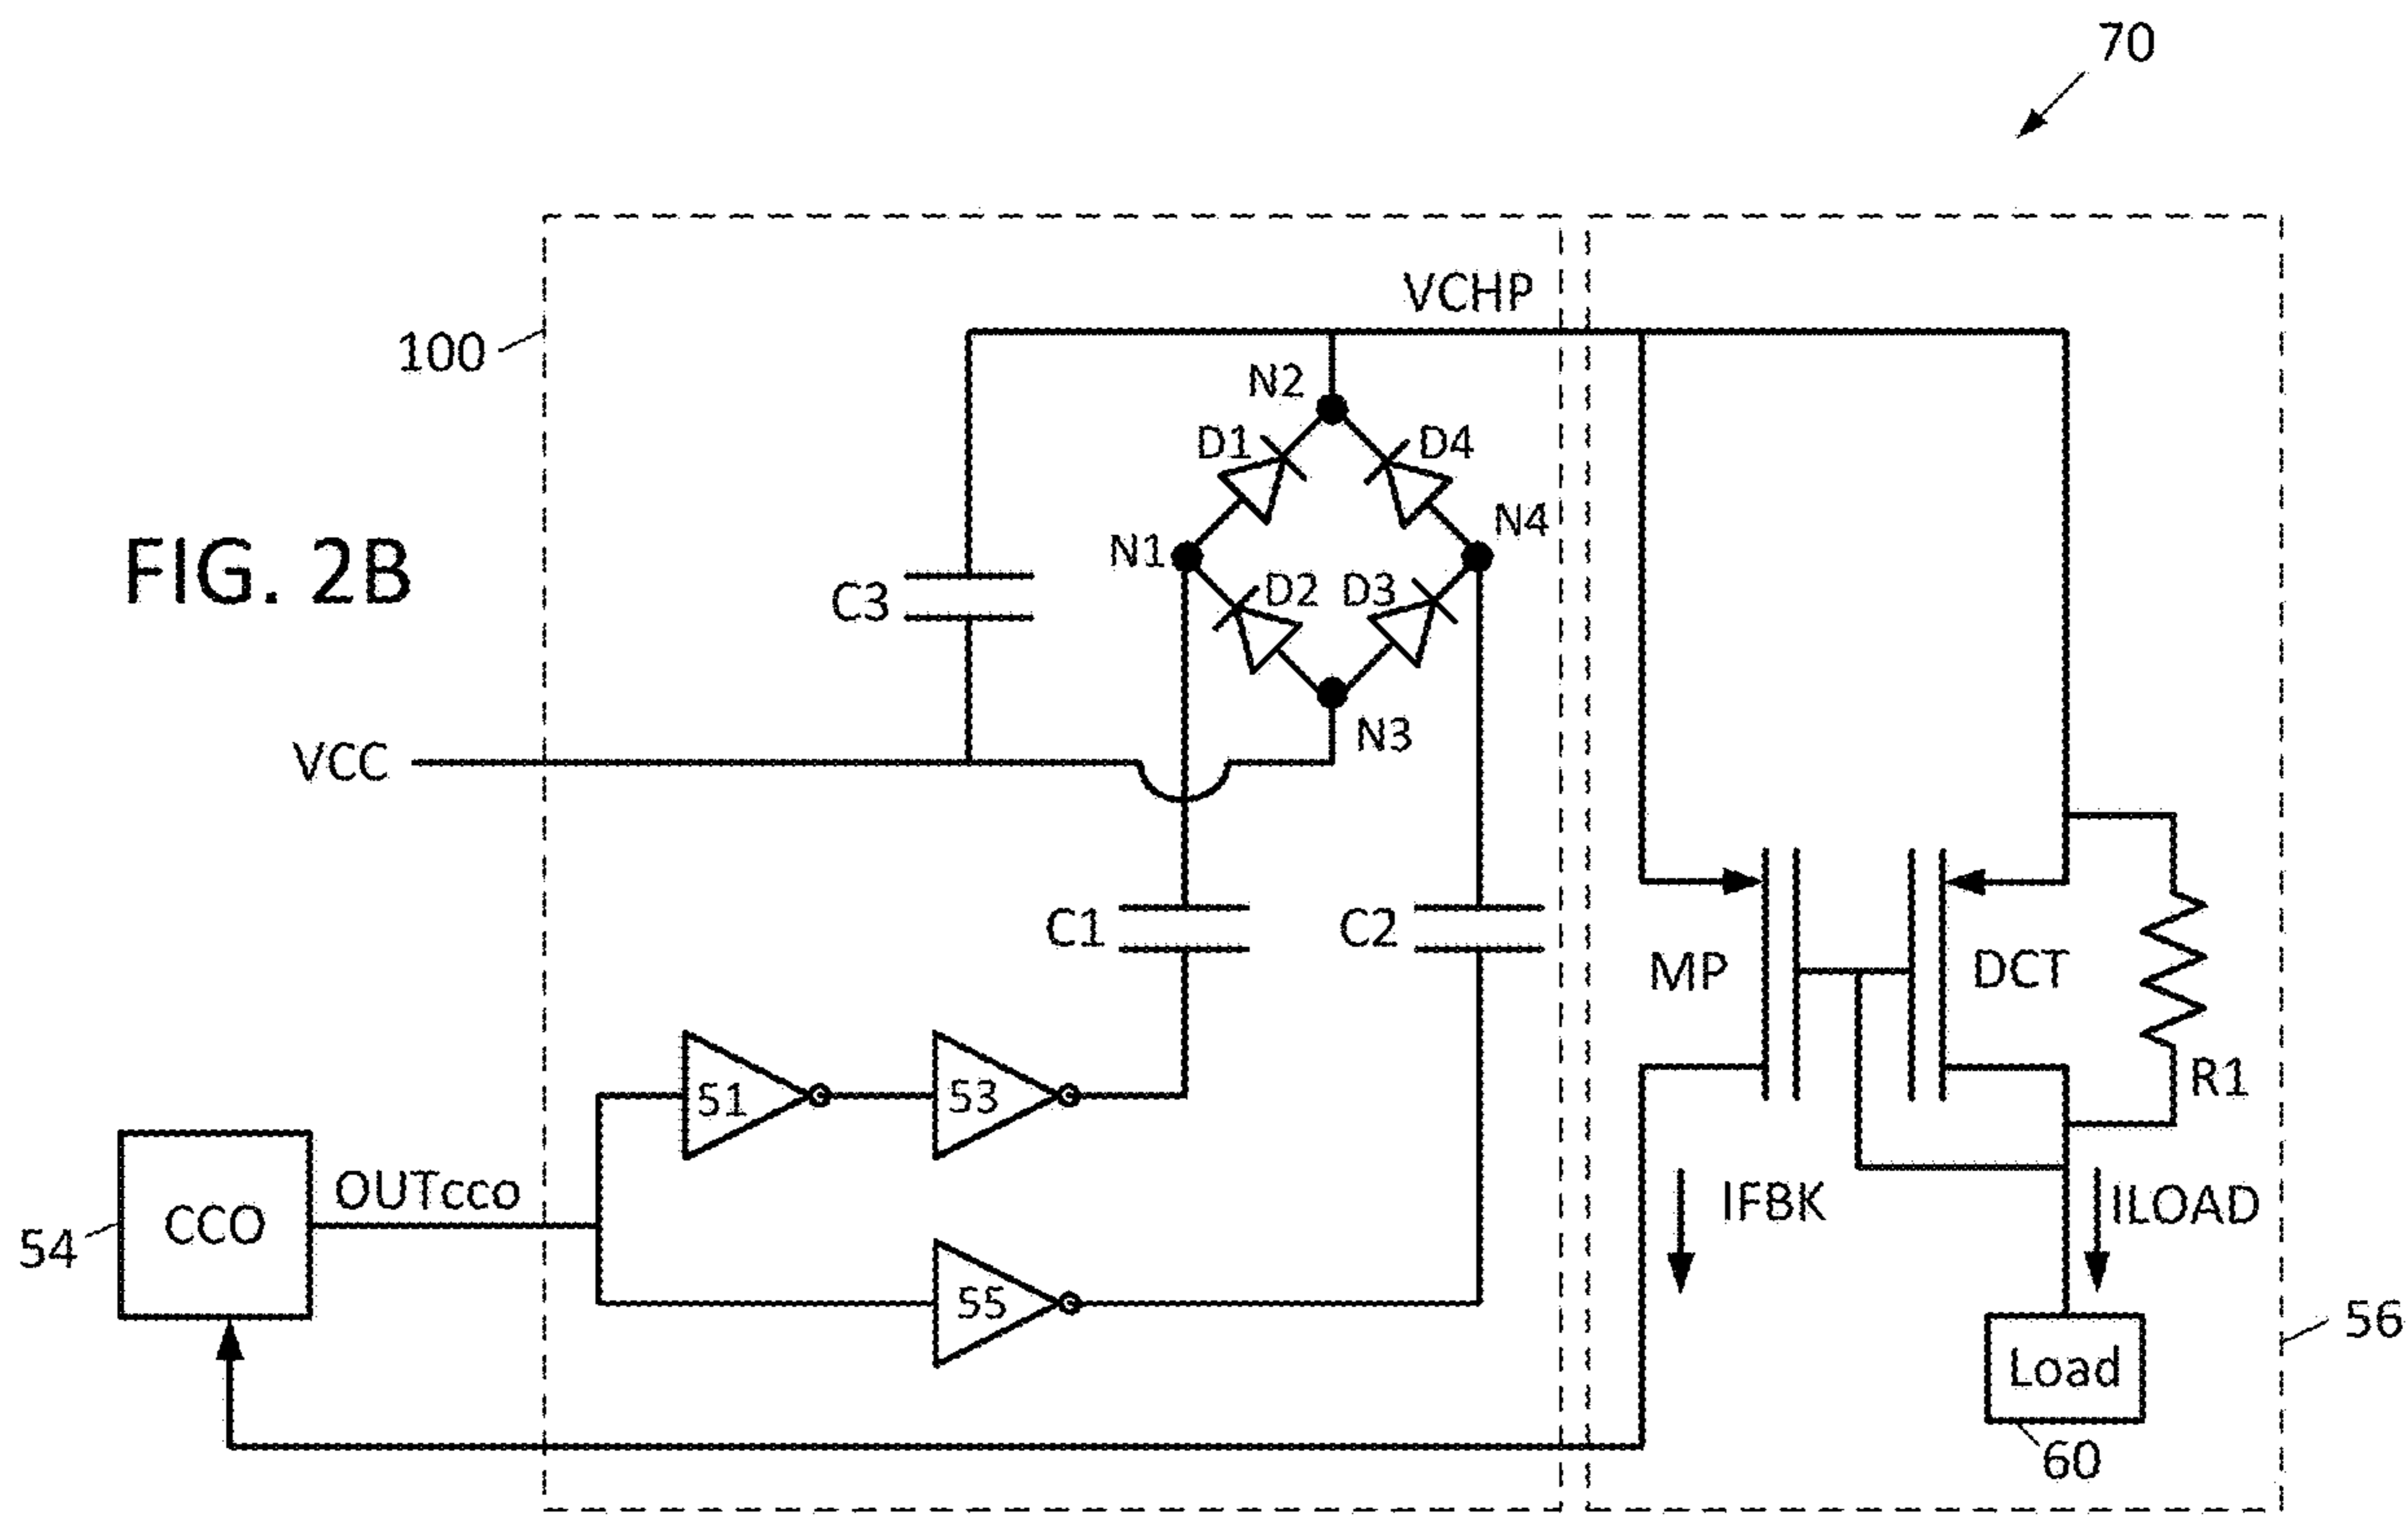 70
VCHP
100
N2
D1
D4
N4
N1
FIG. 2B
D2
D3
C3
N3
VCC
C1
C2
MP
DCT
R1
51
53
OUTcco
IFBK
ILOAD
CCO
54
55
56
Load
60